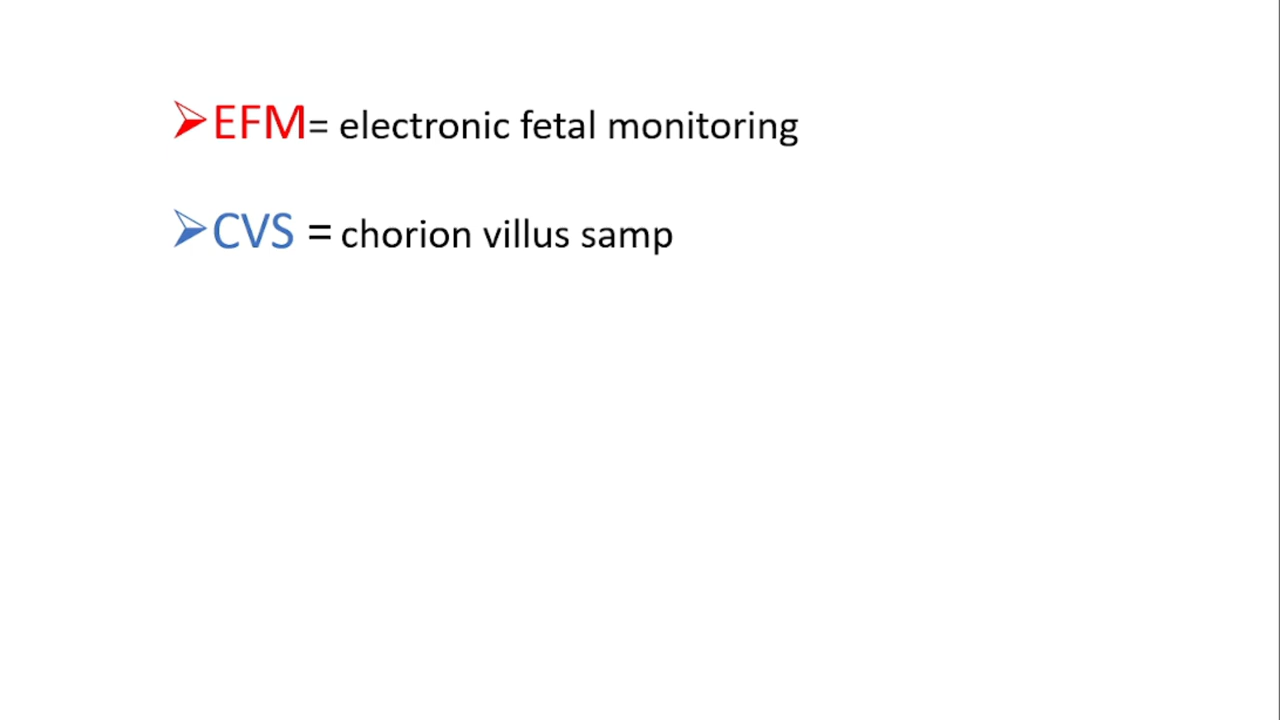 ➢EFM= electronic fetal monitoring
➢CVS = chorion villus samp